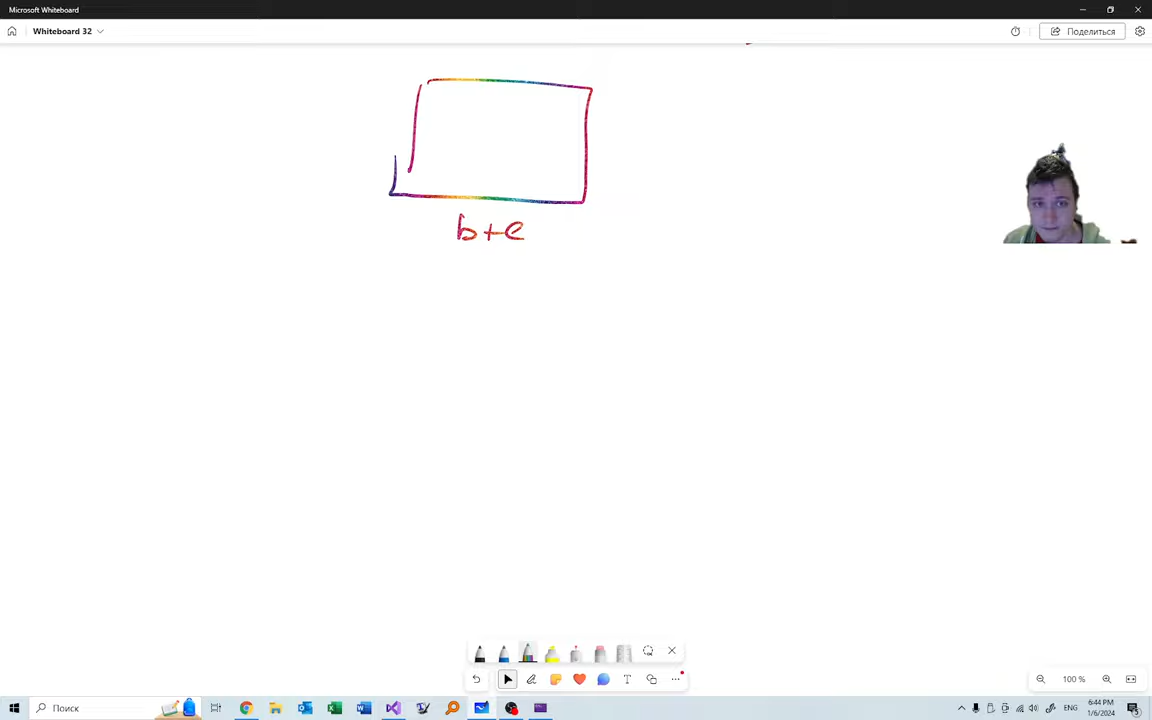 Microsoft Whiteboard
Whiteboard 32
Поделиться
b+e
100 %
Поиск
ENG
6:44 PM
1/6/2024